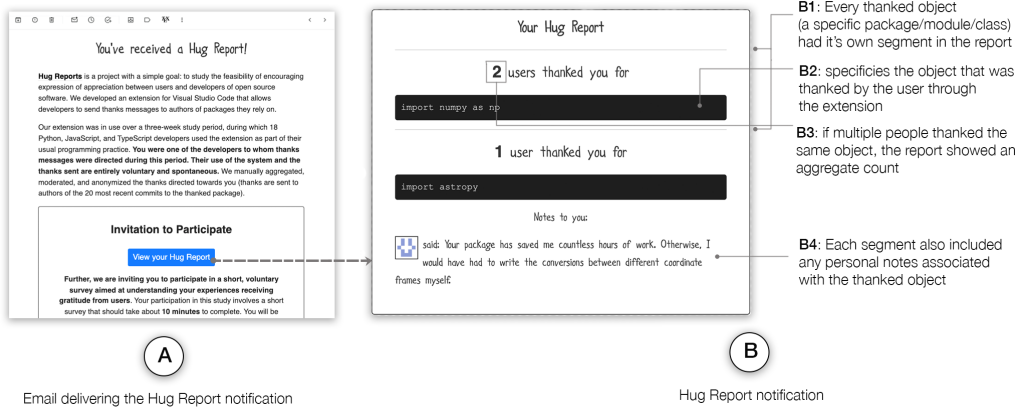 You've received a Hug Report!
Hug Reports is a project with a simple goal: to study the feasibility of encouraging
expression of appreciation between users and developers of open source
software. We developed an extension for Visual Studio Code that allows
developers to send thanks messages to authors of packages they rely on.
Our extension was in use over a three-week study period, during which 18
Python, JavaScript, and TypeScript developers used the extension as part of their
usual programming practice. You were one of the developers to whom thanks
messages were directed during this period. Their use of the system and the
thanks sent are entirely voluntary and spontaneous. We manually aggregated,
moderated, and anonymized the thanks directed towards you (thanks are sent to
authors of the 20 most recent commits to the thanked package).
Invitation to Participate
View your Hug Report
Further, we are inviting you to participate in a short, voluntary
survey aimed at understanding your experiences receiving
gratitude from users. Your participation in this study involves a short
survey that should take about 10 minutes to complete. You will be
A
Email delivering the Hug Report notification
Your Hug Report
2 users thanked you for
import numpy as np
1 user thanked you for
import astropy
Notes to you:
said: Your package has saved me countless hours of work. Otherwise, I
would have had to write the conversions between different coordinate
frames myself.
B
Hug Report notification
B1: Every thanked object
(a specific package/module/class)
had it's own segment in the report
B2: specificies the object that was
thanked by the user through
the extension
B3: if multiple people thanked the
same object, the report showed an
aggregate count
B4: Each segment also included
any personal notes associated
with the thanked object